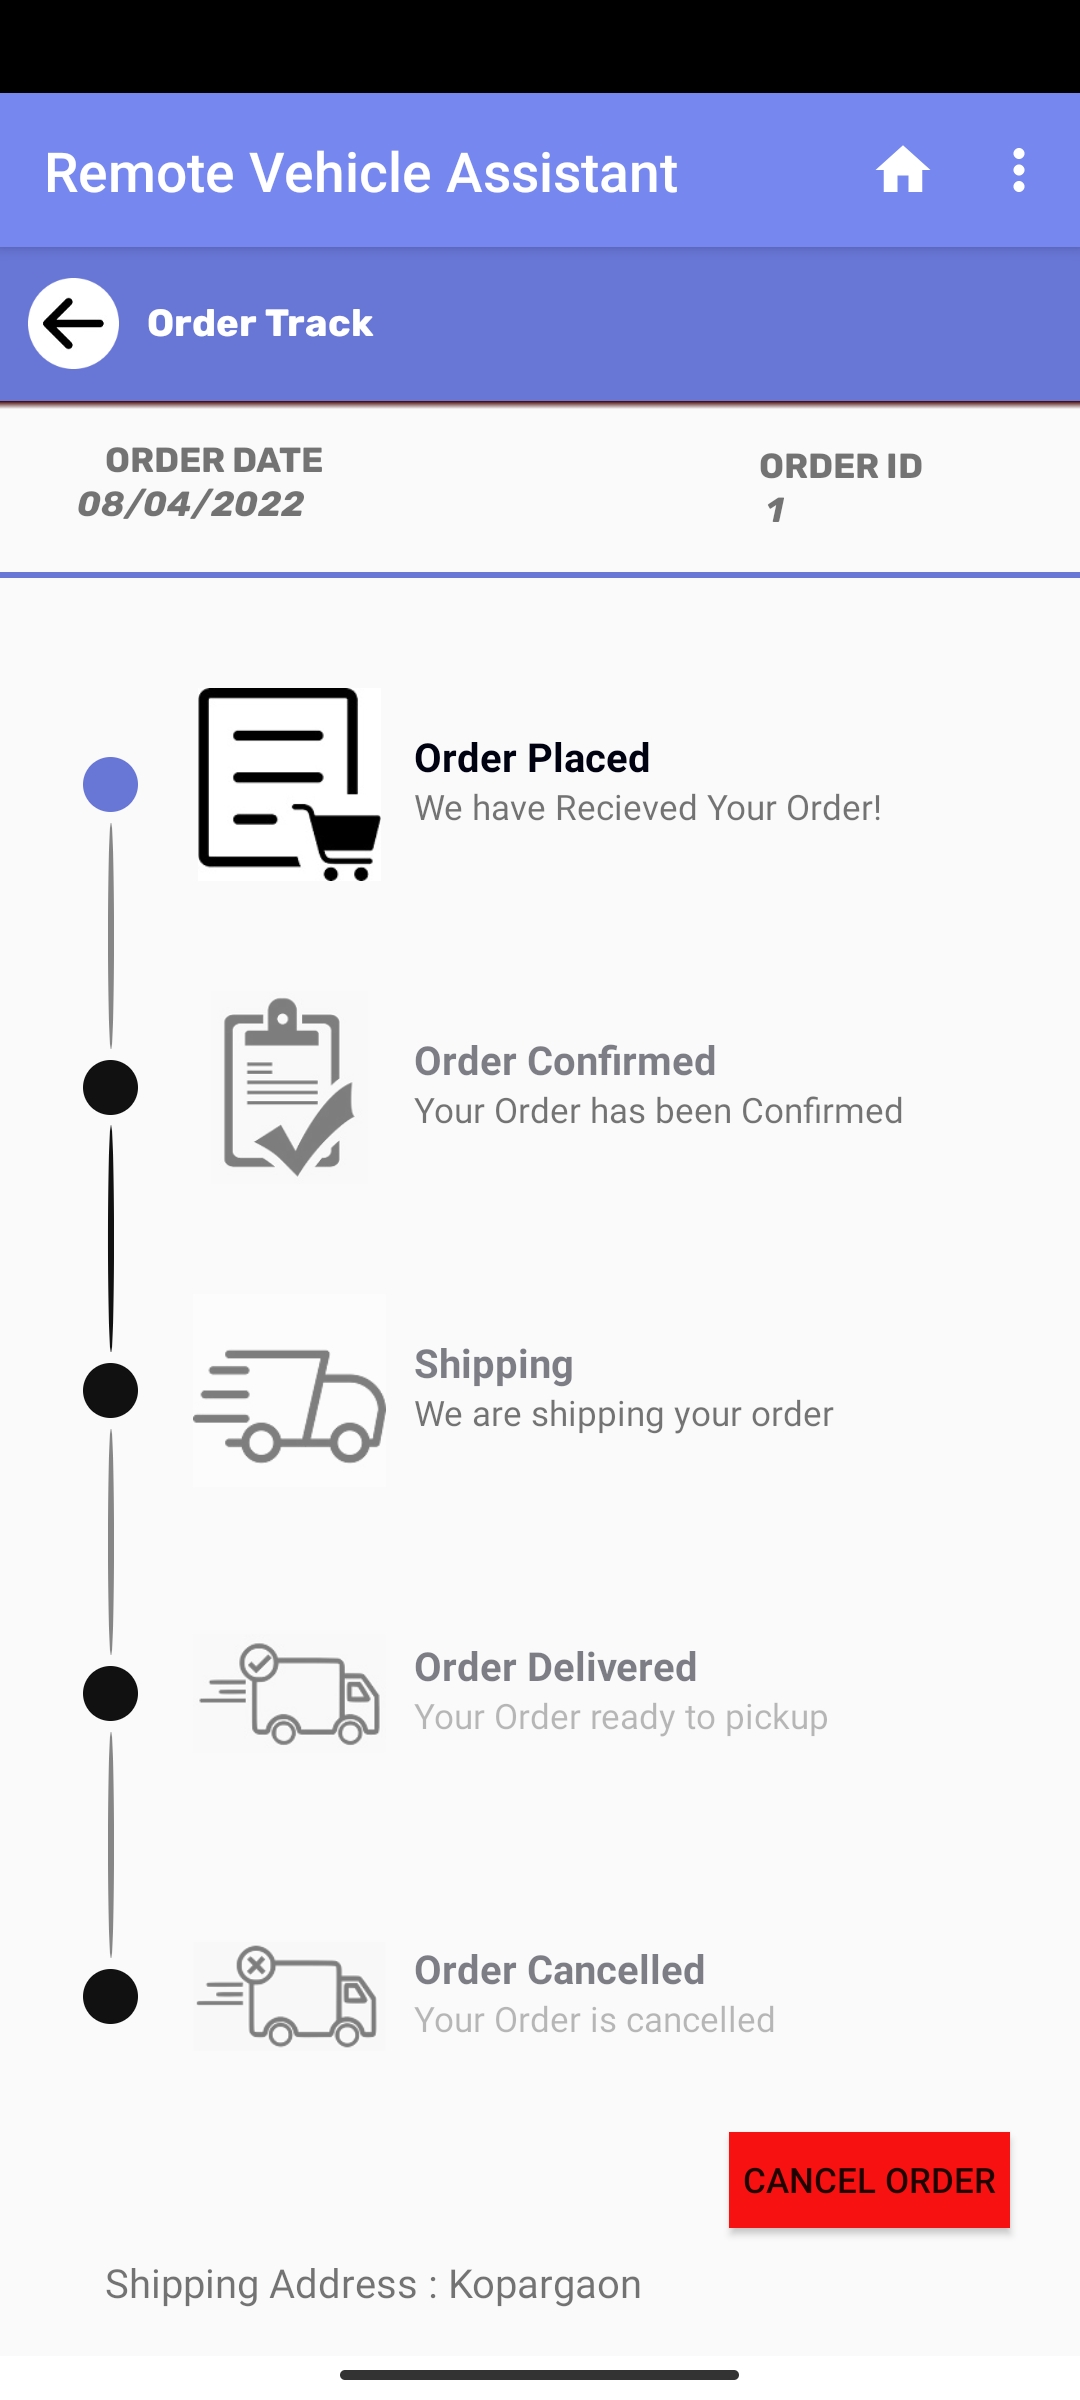 Remote Vehicle Assistant
Order Track
ORDER DATE
08/04/2022
ORDER ID
1
Order Placed
We have Recieved Your Order!
Order Confirmed
Your Order has been Confirmed
Shipping
We are shipping your order
Order Delivered
Your Order ready to pickup
Order Cancelled
Your Order is cancelled
CANCEL ORDER
Shipping Address : Kopargaon